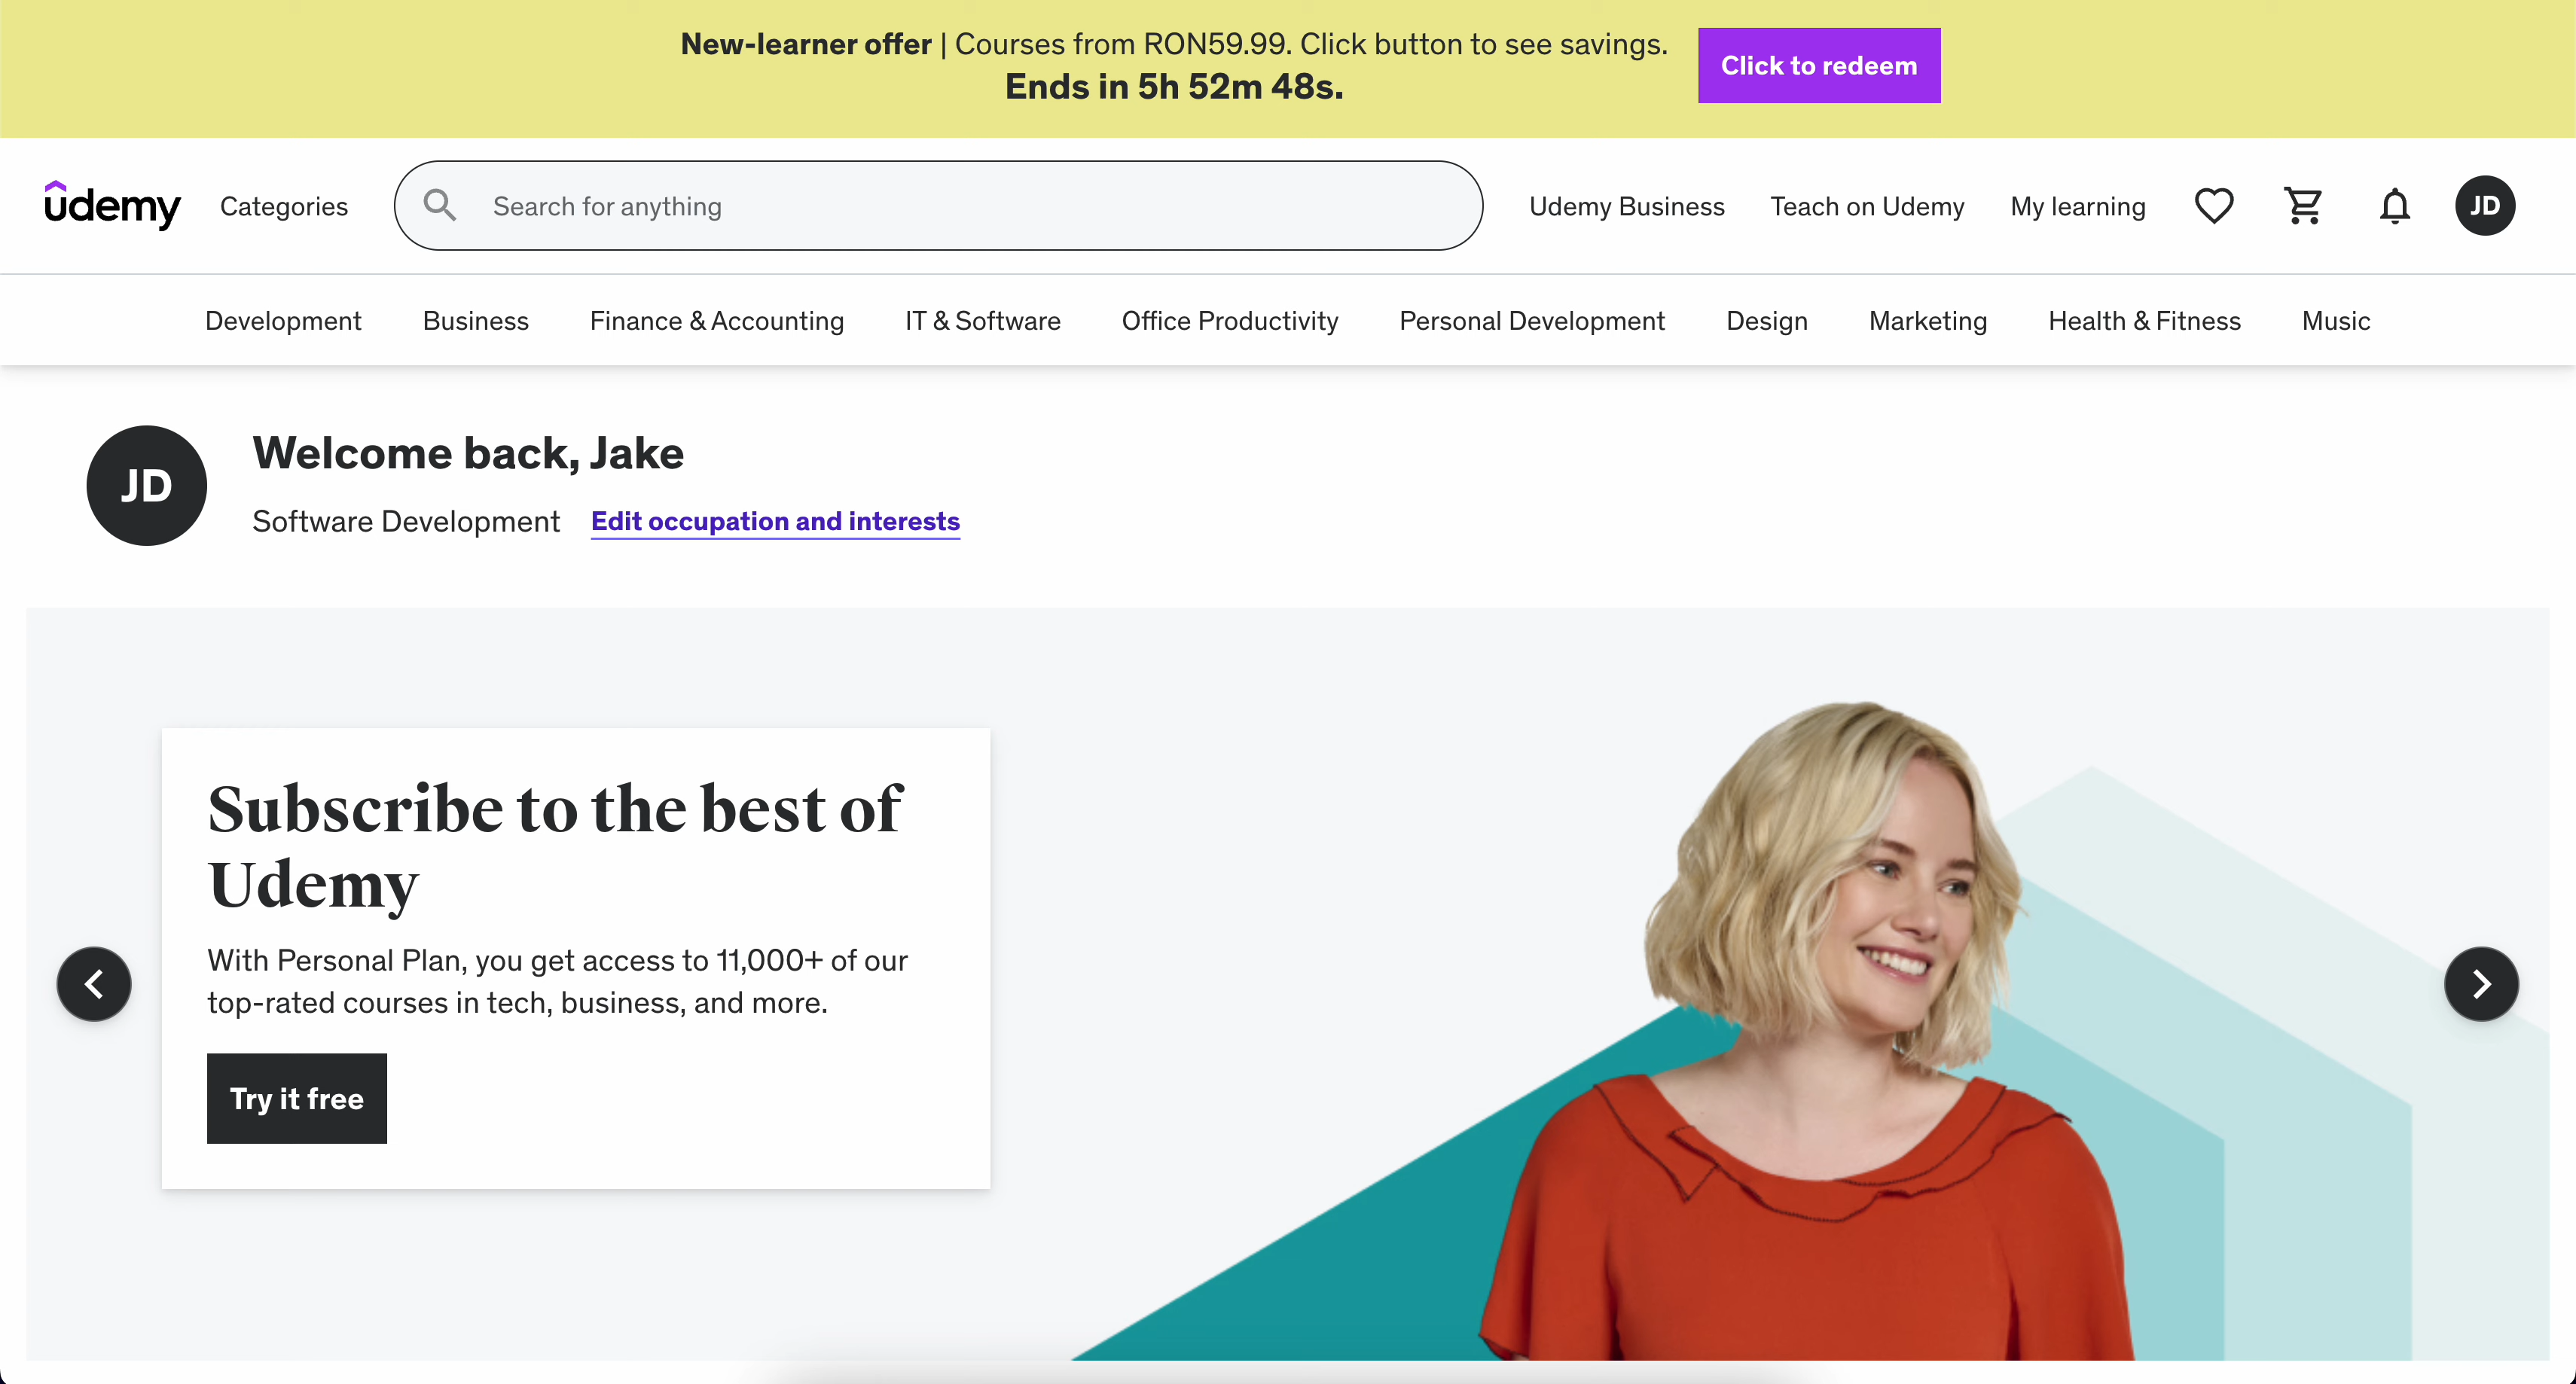 New-learner offer | Courses from RON59.99. Click button to see savings.
Ends in 5h 52m 48s.
Click to redeem
udemy
Categories
Search for anything
Udemy Business
Teach on Udemy
My learning
JD
Development
Business
Finance & Accounting
IT & Software
Office Productivity
Personal Development
Design
Marketing
Health & Fitness
Music
JD
Welcome back, Jake
Software Development
Edit occupation and interests
Subscribe to the best of
Udemy
With Personal Plan, you get access to 11,000+ of our
top-rated courses in tech, business, and more.
Try it free